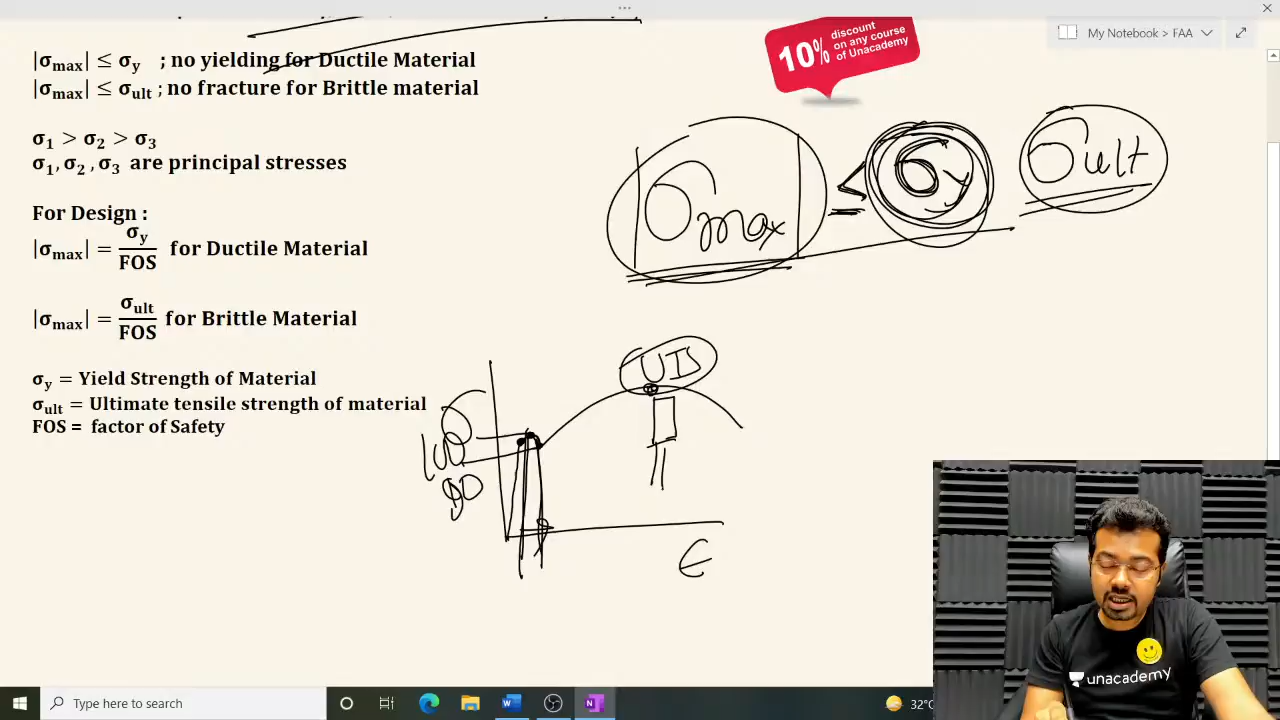 |σmax| ≤ σy ; no yielding for Ductile Material
|σmax| ≤ σult ; no fracture for Brittle material
σ1 > σ2 > σ3
σ1, σ2 , σ3 are principal stresses
For Design :
|σmax| = σy/FOS for Ductile Material
|σmax| = σult/FOS for Brittle Material
σy = Yield Strength of Material
σult = Ultimate tensile strength of material
FOS = factor of Safety
10% discount
on any course
of Unacademy
My Notebook > FAA
|σmax| ≤ σy σult
σ
100
90
ε
unacademy
Type here to search
32°C